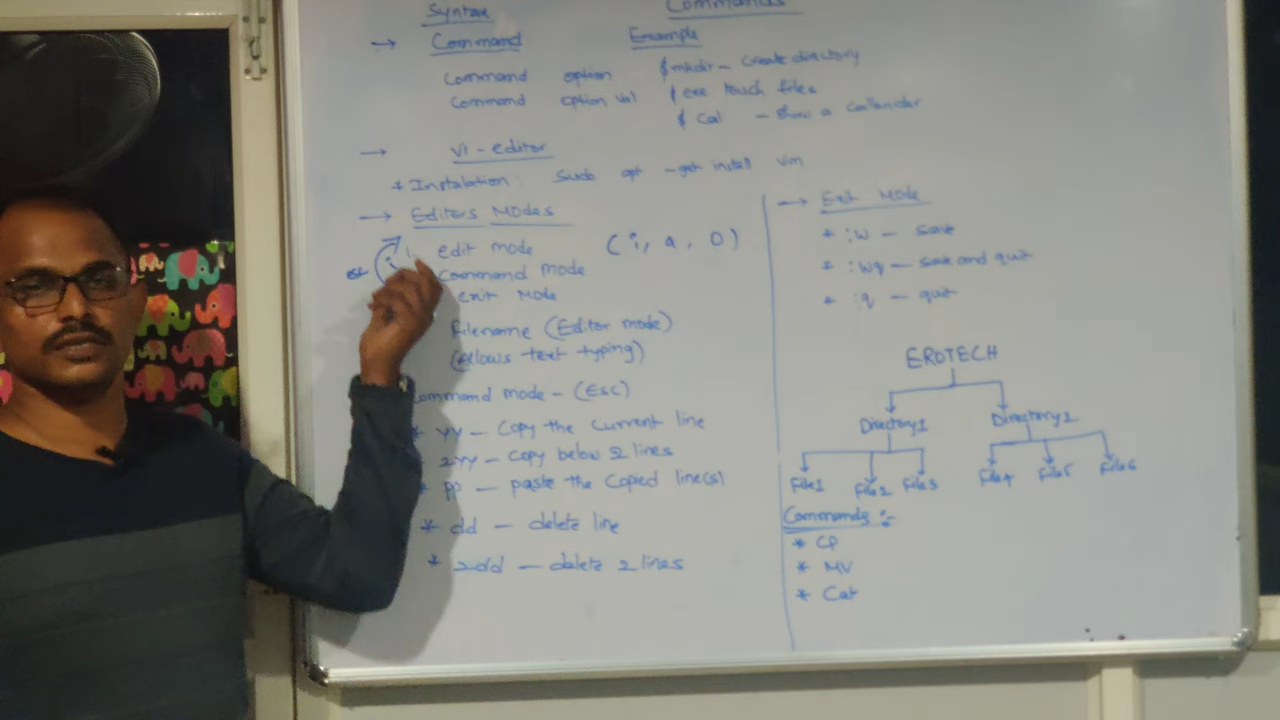 Syntax
Commands
→ Command
Example
Command option $mkdir - Create directory
Command option val touch files
$ cal - Show a callander
→ Vi-editor
* Instalation: Sudo apt -get install vim
→ Editors Modes
edit mode (i, a, O)
Esc
Command mode
exit Mode
Filename (Editor mode)
(allows text typing)
Command mode - (Esc)
* YY - Copy the current line
2YY - Copy below 2 lines
* pp - paste the Copied line(s)
* dd - delete line
* 2dd - delete 2 lines
→ Exit Mode
* :W - save
* :Wq - save and quit
* :q - quit
EROTECH
Directory1 Directory2
File1 File2 File3 File4 File5 File6
Commands :-
* CP
* MV
* Cat